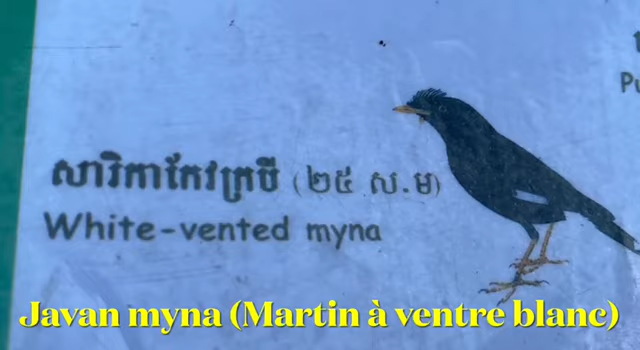 សារិកាកែវក្របី (២៥ ស.ម)
White-vented myna
Javan myna (Martin à ventre blanc)